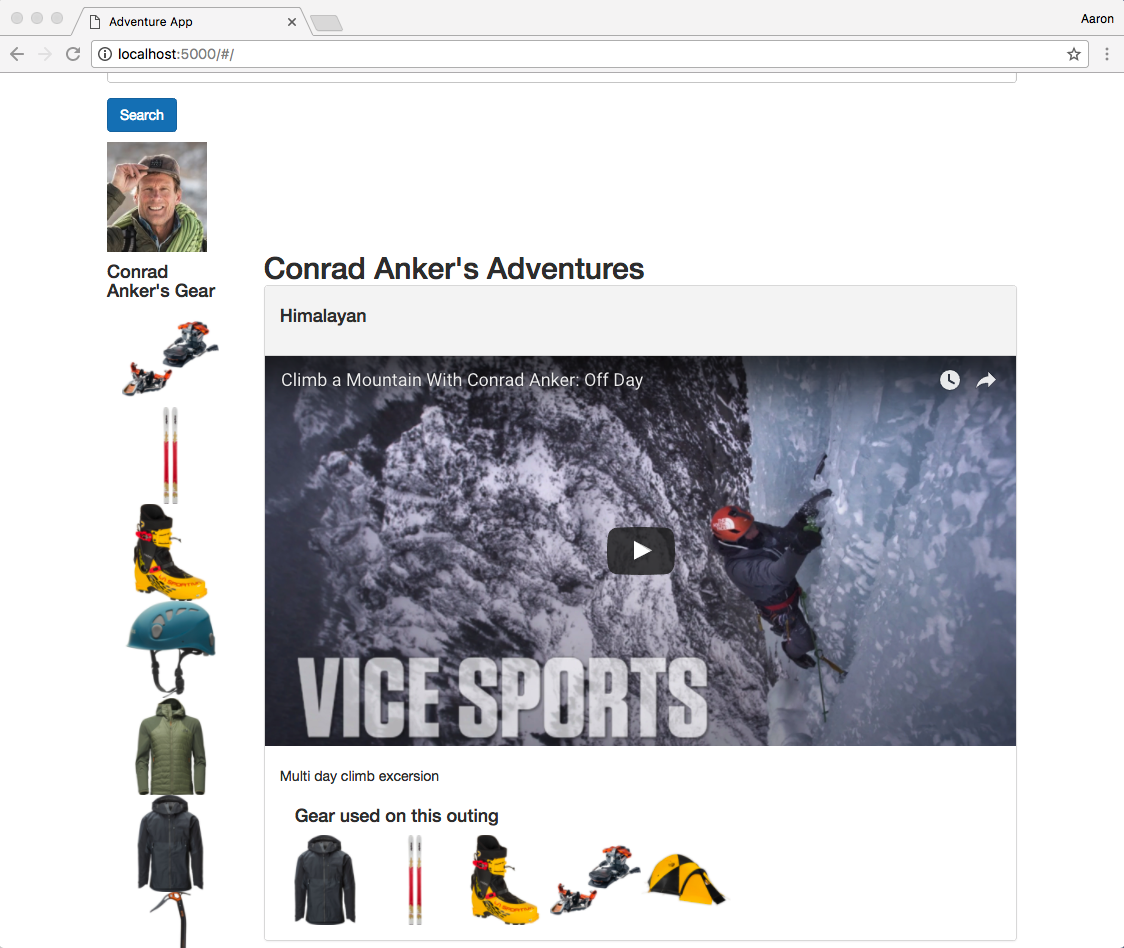 Adventure App
Aaron
localhost:5000/#/
Search
Conrad
Anker's Gear
Conrad Anker's Adventures
Himalayan
Climb a Mountain With Conrad Anker: Off Day
VICE SPORTS
Multi day climb excersion
Gear used on this outing